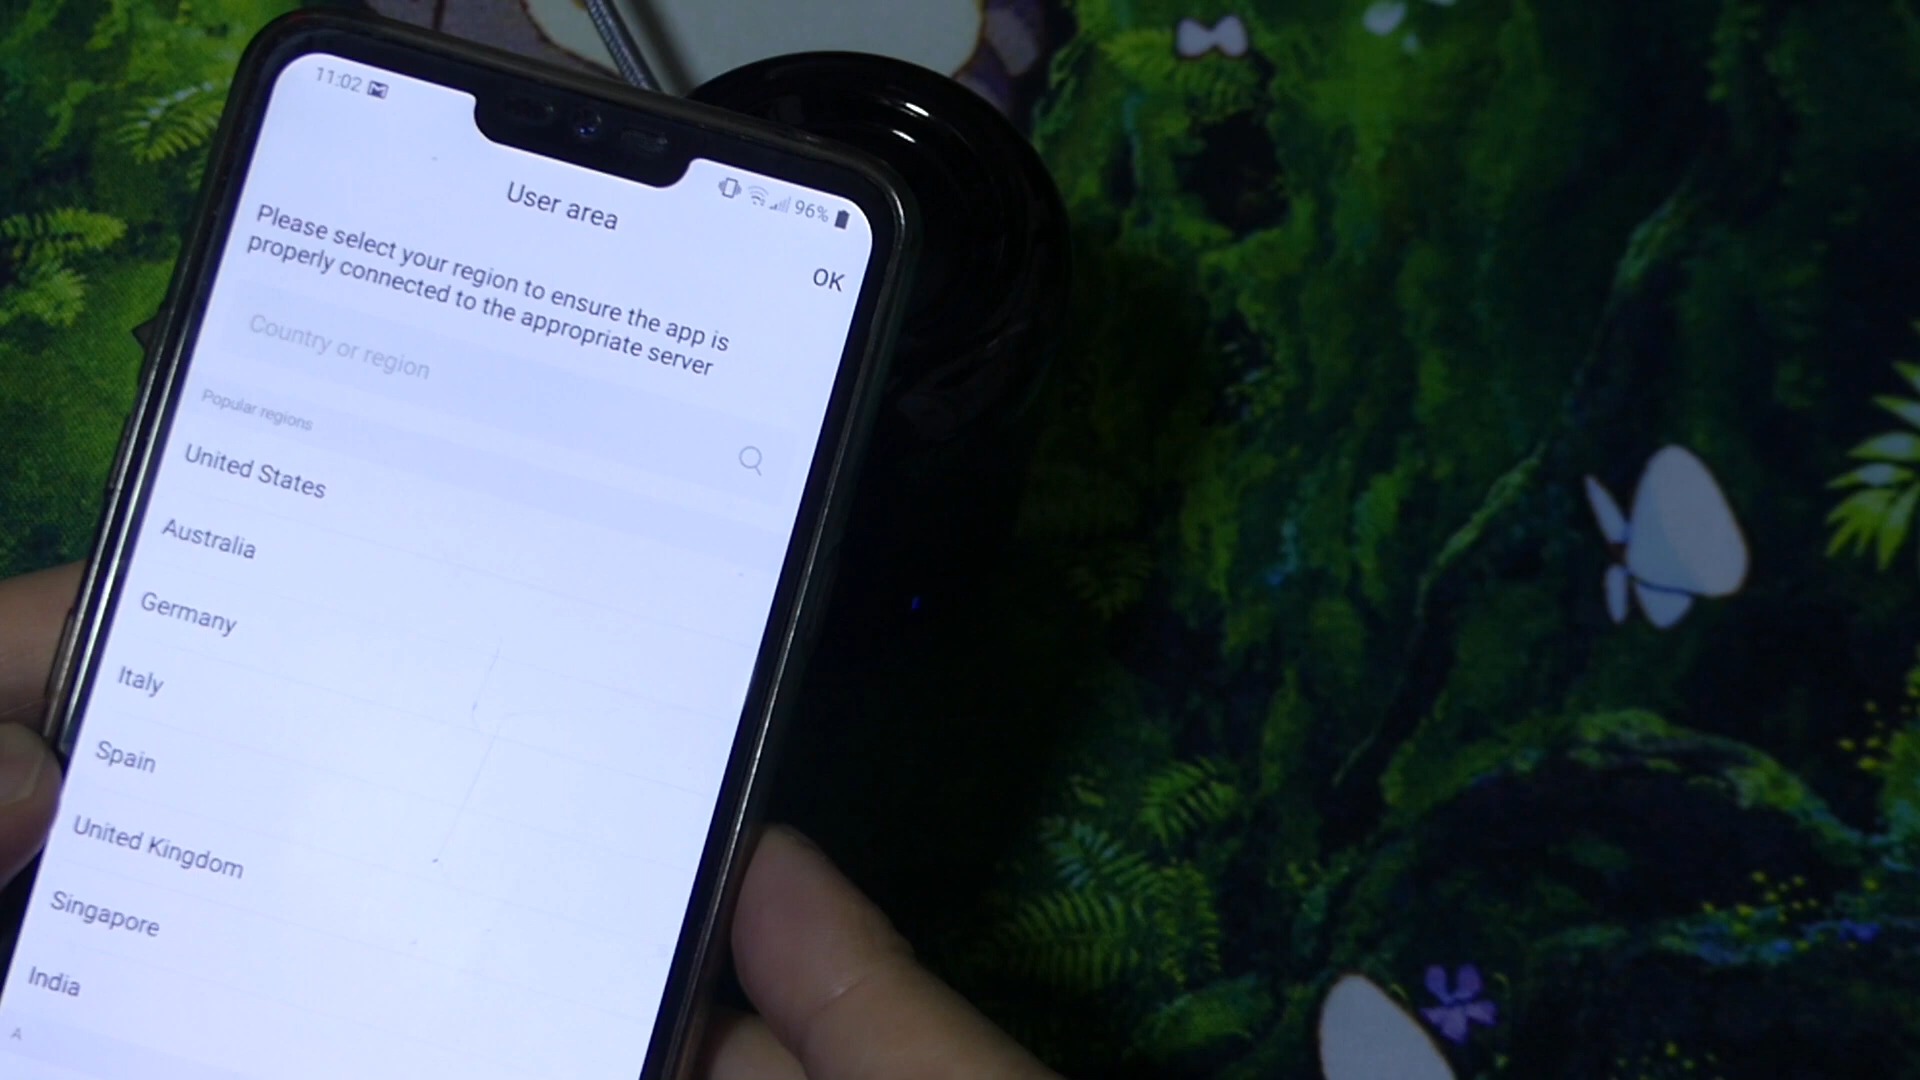 11:02
96%
User area
OK
Please select your region to ensure the app is
properly connected to the appropriate server
Country or region
Popular regions
United States
Australia
Germany
Italy
Spain
United Kingdom
Singapore
India
A